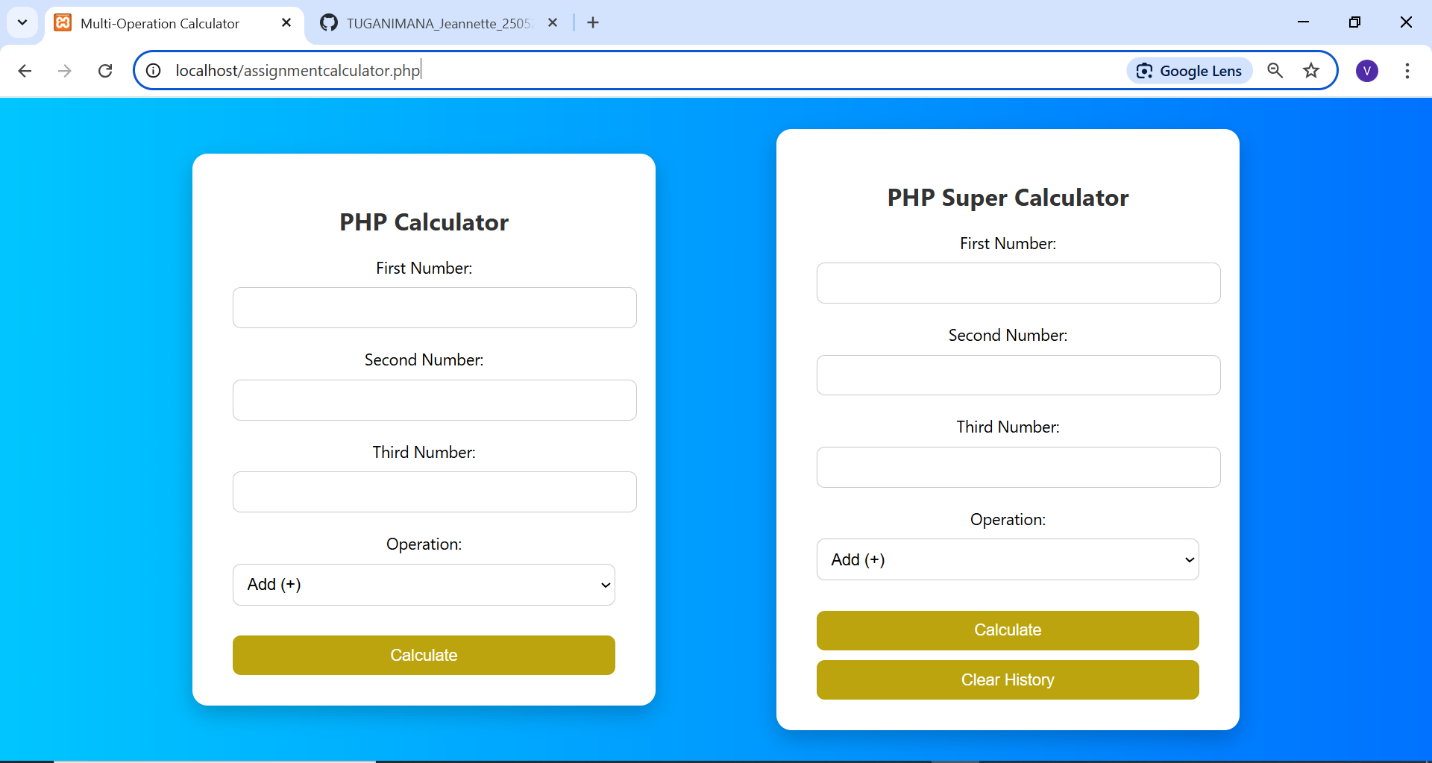 Multi-Operation Calculator
TUGANIMANA_Jeannette_2505
localhost/assignmentcalculator.php
Google Lens
V
PHP Calculator
First Number:
Second Number:
Third Number:
Operation:
Add (+)
Calculate
PHP Super Calculator
First Number:
Second Number:
Third Number:
Operation:
Add (+)
Calculate
Clear History